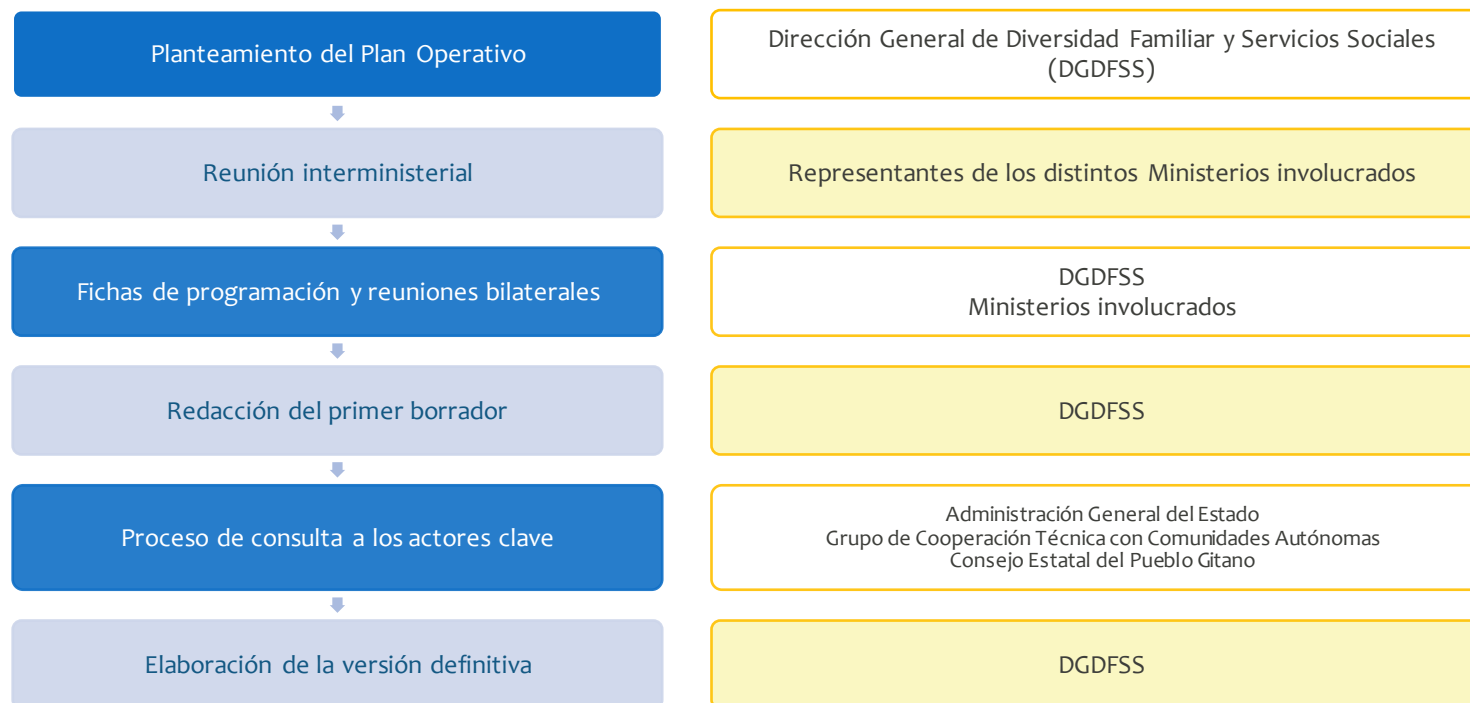 Planteamiento del Plan Operativo
Dirección General de Diversidad Familiar y Servicios Sociales
(DGDFSS)
Reunión interministerial
Representantes de los distintos Ministerios involucrados
Fichas de programación y reuniones bilaterales
DGDFSS
Ministerios involucrados
Redacción del primer borrador
DGDFSS
Proceso de consulta a los actores clave
Administración General del Estado
Grupo de Cooperación Técnica con Comunidades Autónomas
Consejo Estatal del Pueblo Gitano
Elaboración de la versión definitiva
DGDFSS